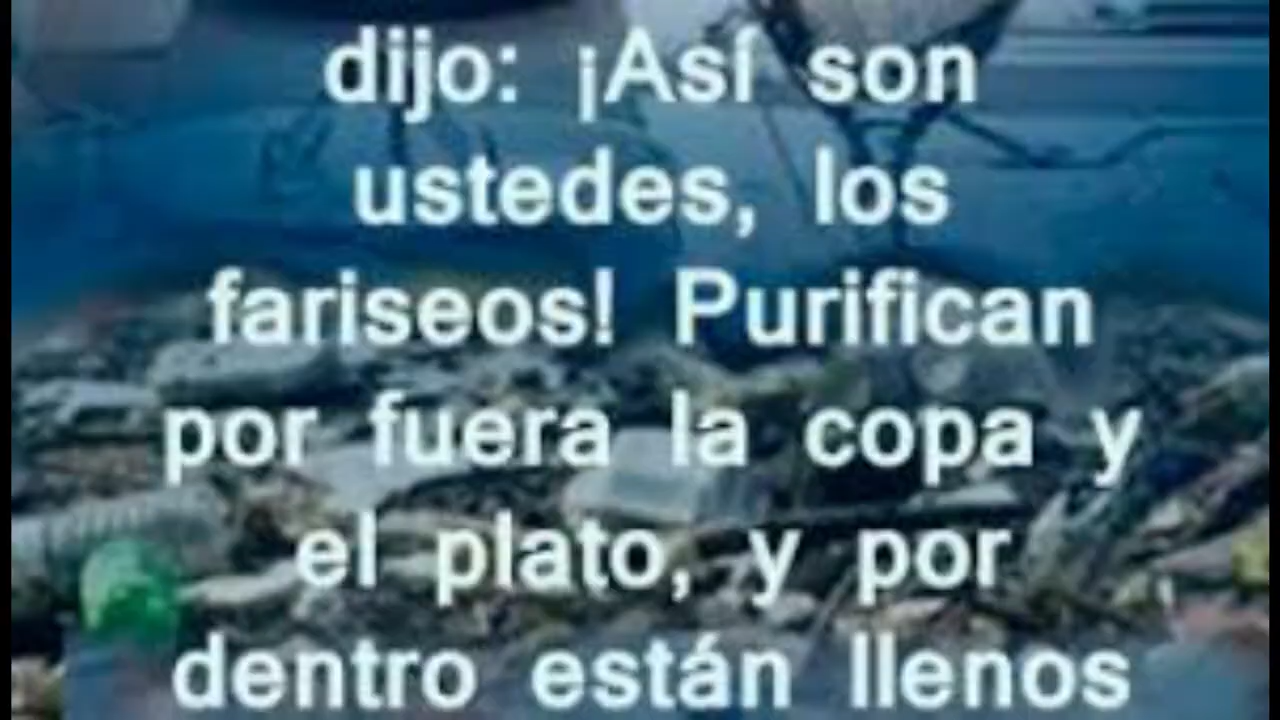 dijo: ¡Así son
ustedes, los
fariseos! Purifican
por fuera la copa y
el plato, y por
dentro están llenos